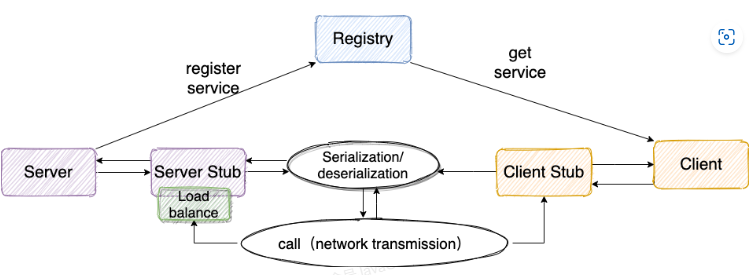 Registry
register
service
get
service
Server
Server Stub
Load
balance
Serialization/
deserialization
Client Stub
Client
call（network transmission）